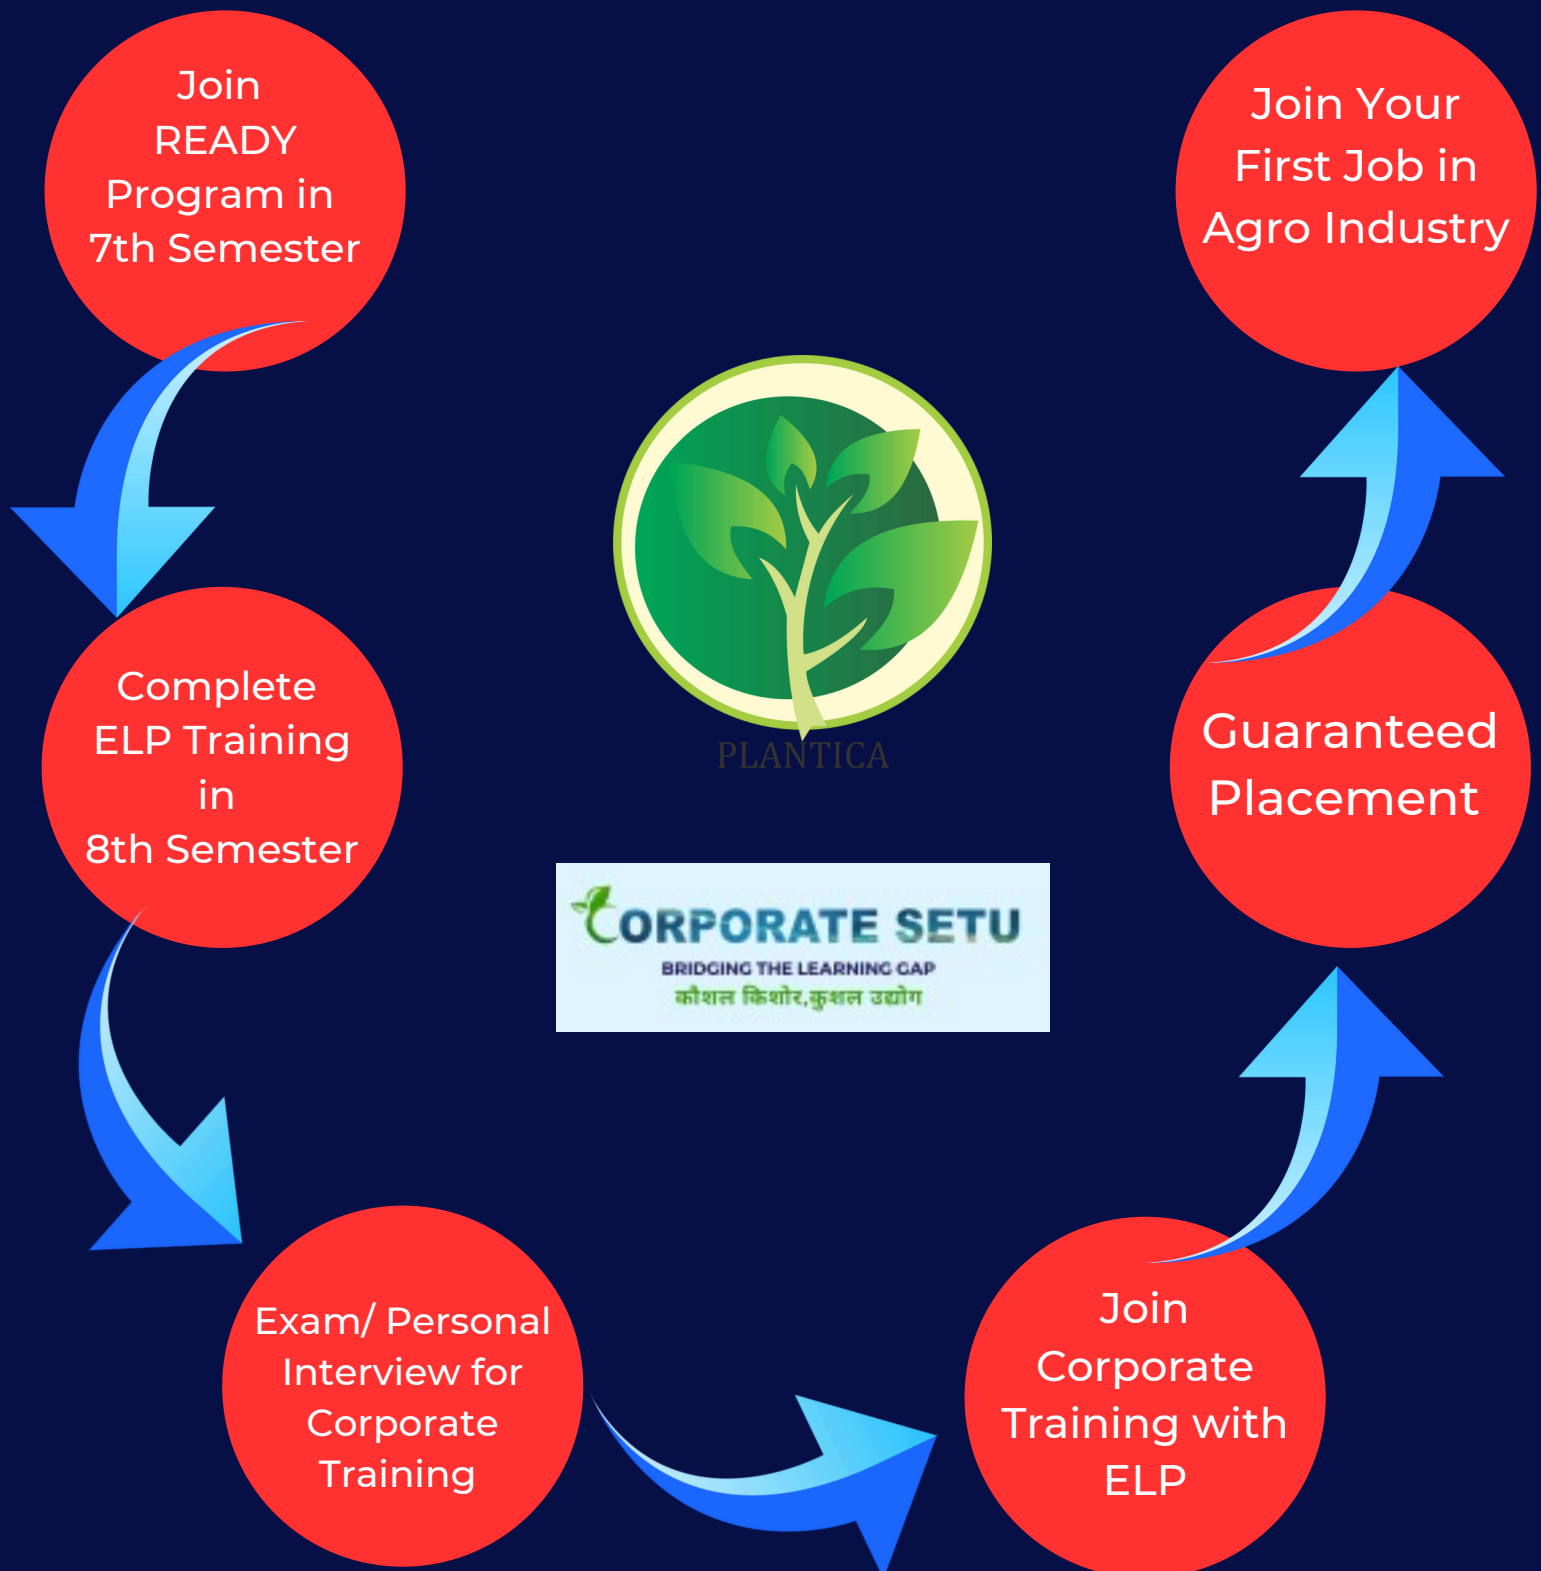 Join
READY
Program in
7th Semester
Complete
ELP Training
in
8th Semester
Exam/ Personal
Interview for
Corporate
Training
Join
Corporate
Training with
ELP
Guaranteed
Placement
Join Your
First Job in
Agro Industry
PLANTICA
CORPORATE SETU
BRIDGING THE LEARNING GAP
कौशल किशोर,कुशल उद्योग